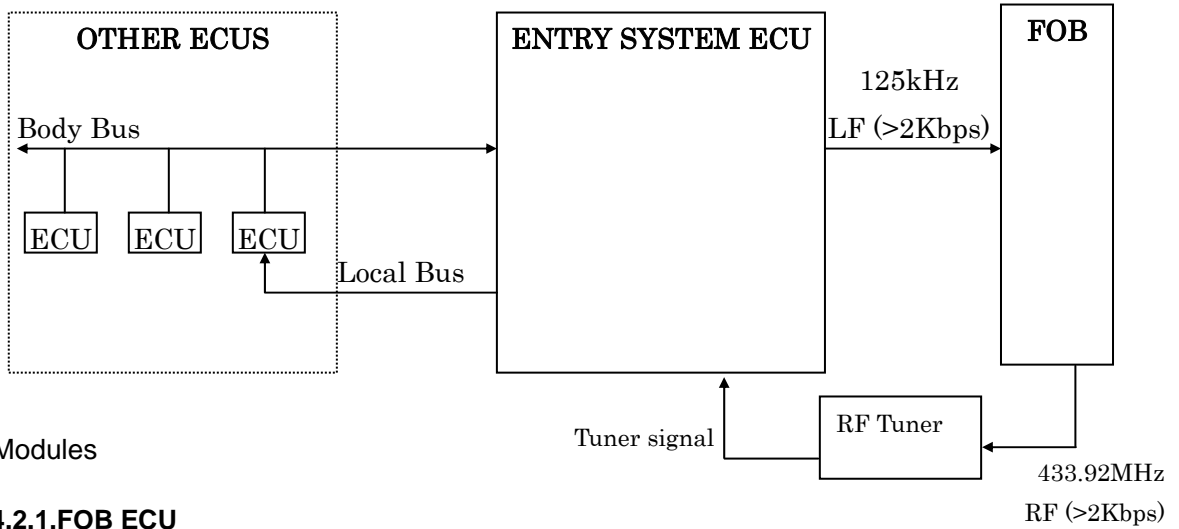 OTHER ECUS
ENTRY SYSTEM ECU
FOB
125kHz
LF (>2Kbps)
Body Bus
ECU
ECU
ECU
Local Bus
Tuner signal
RF Tuner
433.92MHz
RF (>2Kbps)
Modules
4.2.1.FOB ECU